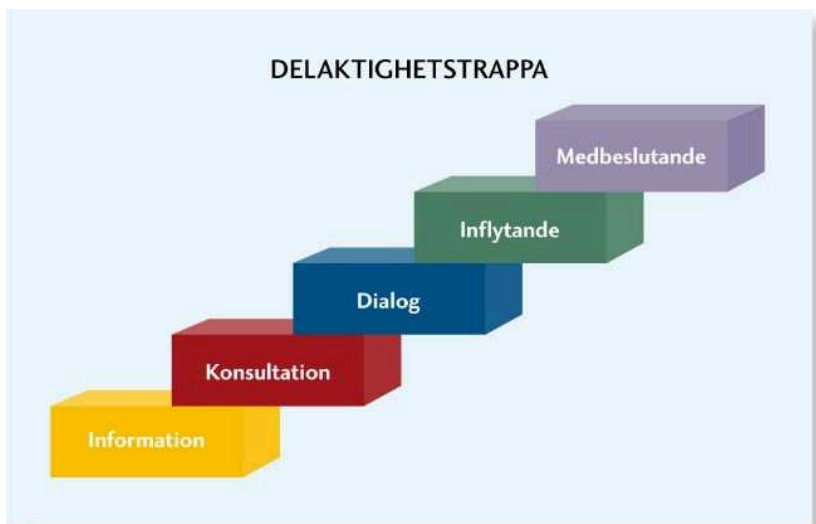 DELAKTIGHETSTRAPPA
Medbeslutande
Inflytande
Dialog
Konsultation
Information